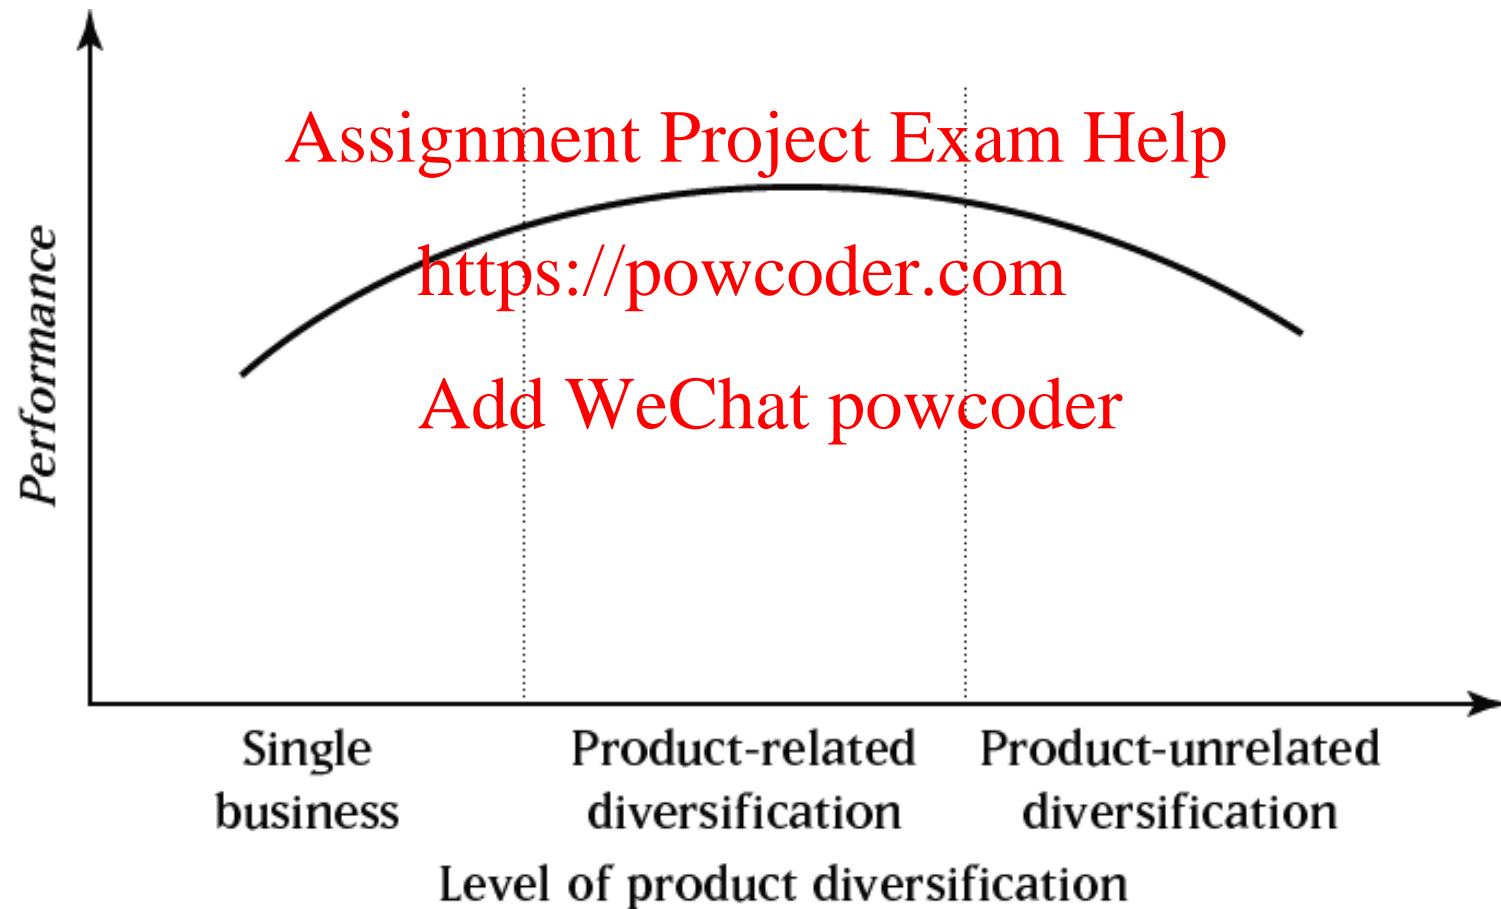 Assignment Project Exam Help
https://powcoder.com
Add WeChat powcoder
Performance
Single
business
Product-related
diversification
Product-unrelated
diversification
Level of product diversification